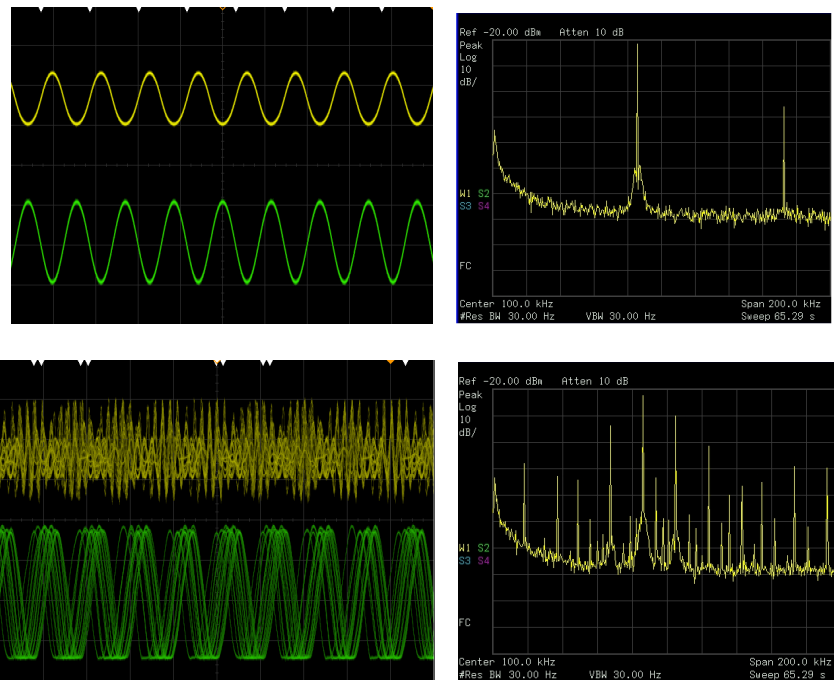 Ref -20.00 dBm Atten 10 dB
Peak
Log
10
dB/
W1 S2
S3 S4
FC
Center 100.0 kHz Span 200.0 kHz
#Res BW 30.00 Hz VBW 30.00 Hz Sweep 65.29 s
Ref -20.00 dBm Atten 10 dB
Peak
Log
10
dB/
W1 S2
S3 S4
FC
Center 100.0 kHz Span 200.0 kHz
#Res BW 30.00 Hz VBW 30.00 Hz Sweep 65.29 s